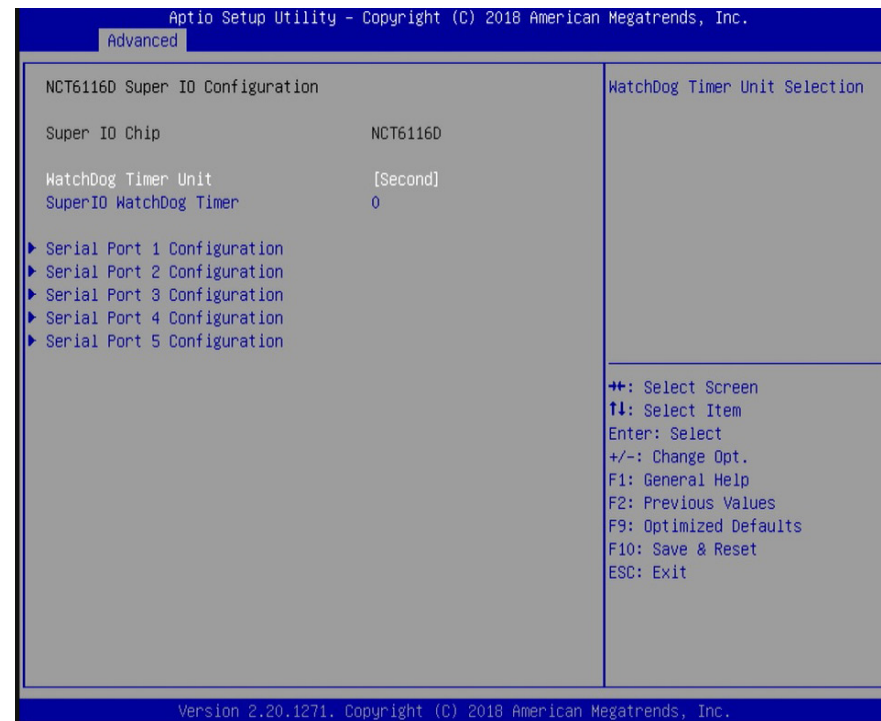 Aptio Setup Utility – Copyright (C) 2018 American Megatrends, Inc.
Advanced
NCT6116D Super IO Configuration
Super IO Chip NCT6116D
WatchDog Timer Unit [Second]
SuperIO WatchDog Timer 0
Serial Port 1 Configuration
Serial Port 2 Configuration
Serial Port 3 Configuration
Serial Port 4 Configuration
Serial Port 5 Configuration
WatchDog Timer Unit Selection
→←: Select Screen
↑↓: Select Item
Enter: Select
+/-: Change Opt.
F1: General Help
F2: Previous Values
F9: Optimized Defaults
F10: Save & Reset
ESC: Exit
Version 2.20.1271. Copyright (C) 2018 American Megatrends, Inc.